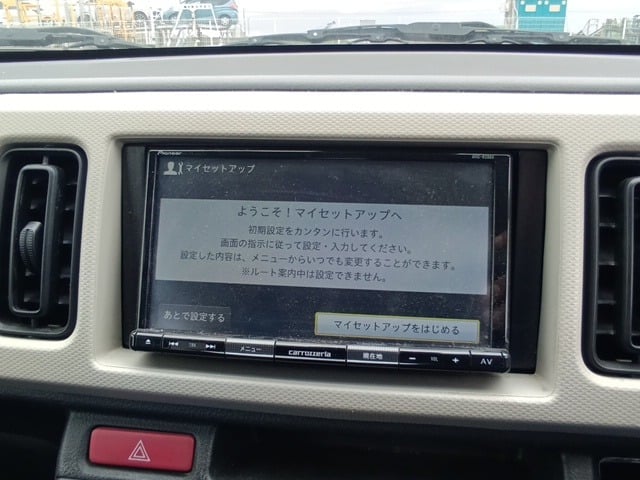 Pioneer
マイセットアップ
ようこそ！マイセットアップへ
初期設定をカンタンに行います。
画面の指示に従って設定・入力してください。
設定した内容は、メニューからいつでも変更することができます。
※ルート案内中は設定できません。
あとで設定する
マイセットアップをはじめる
メニュー
carrozzeria
現在地
VOL
AV